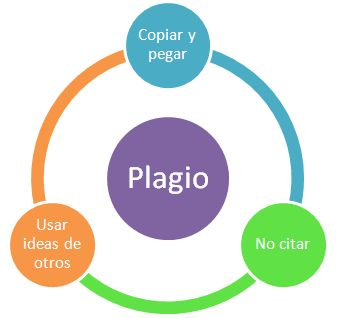 Copiar y
pegar
Plagio
Usar
ideas de
otros
No citar